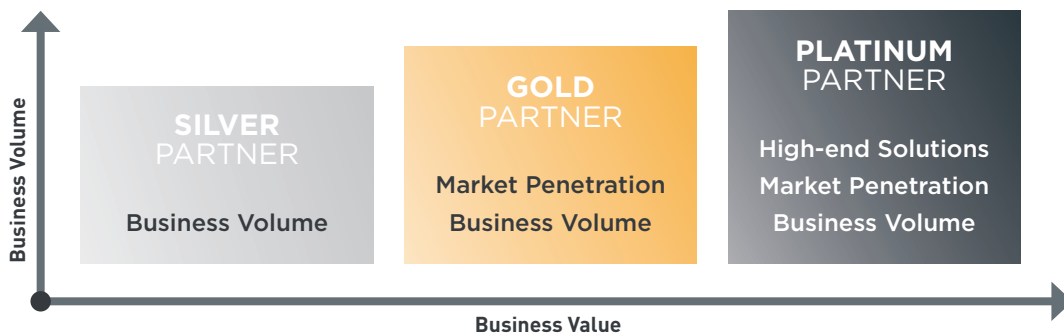 Business Volume
SILVER
PARTNER
Business Volume
GOLD
PARTNER
Market Penetration
Business Volume
PLATINUM
PARTNER
High-end Solutions
Market Penetration
Business Volume
Business Value